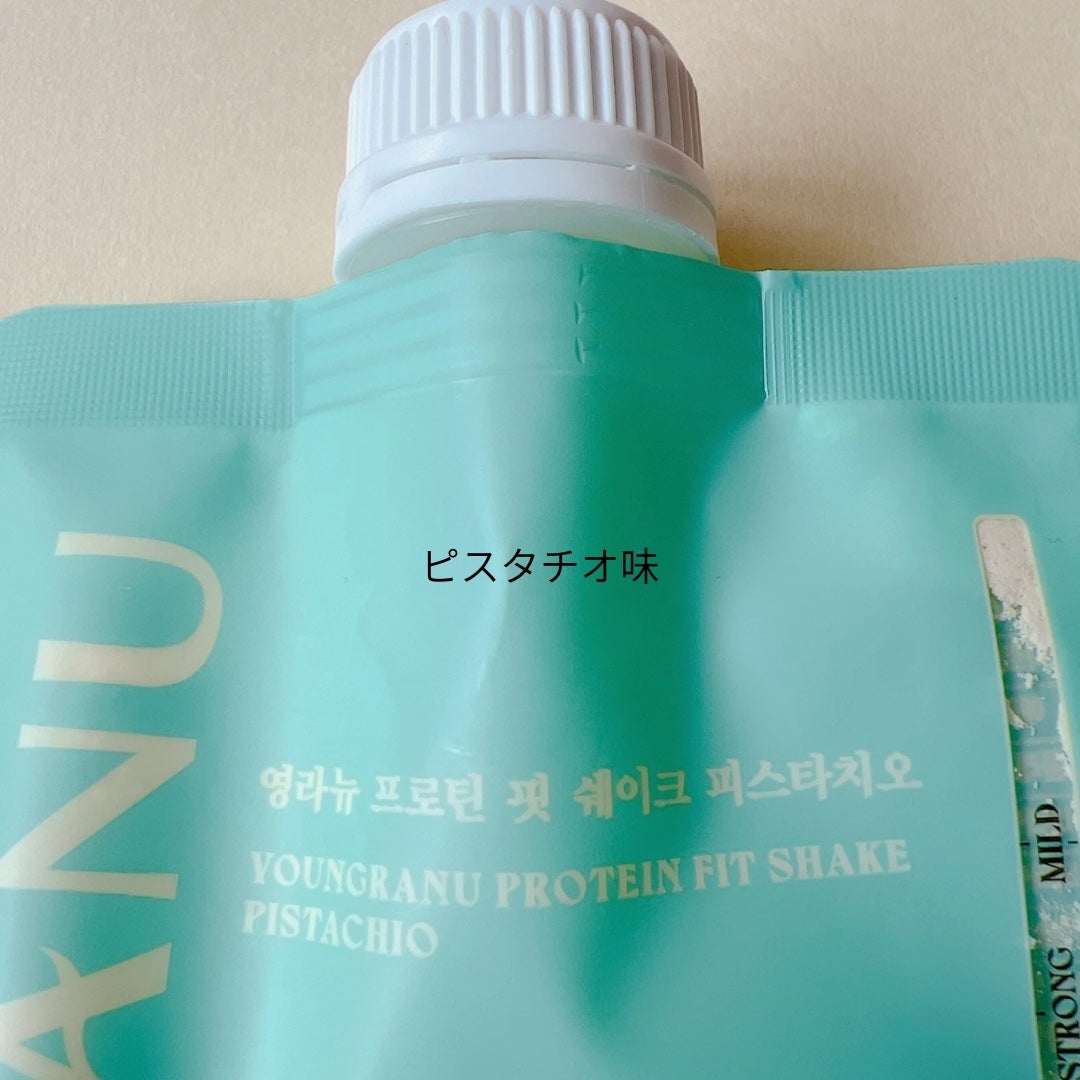 ピスタチオ味
영라뉴 프로틴 핏 쉐이크 피스타치오
YOUNGRANU PROTEIN FIT SHAKE
PISTACHIO
ANU
MILD
STRONG